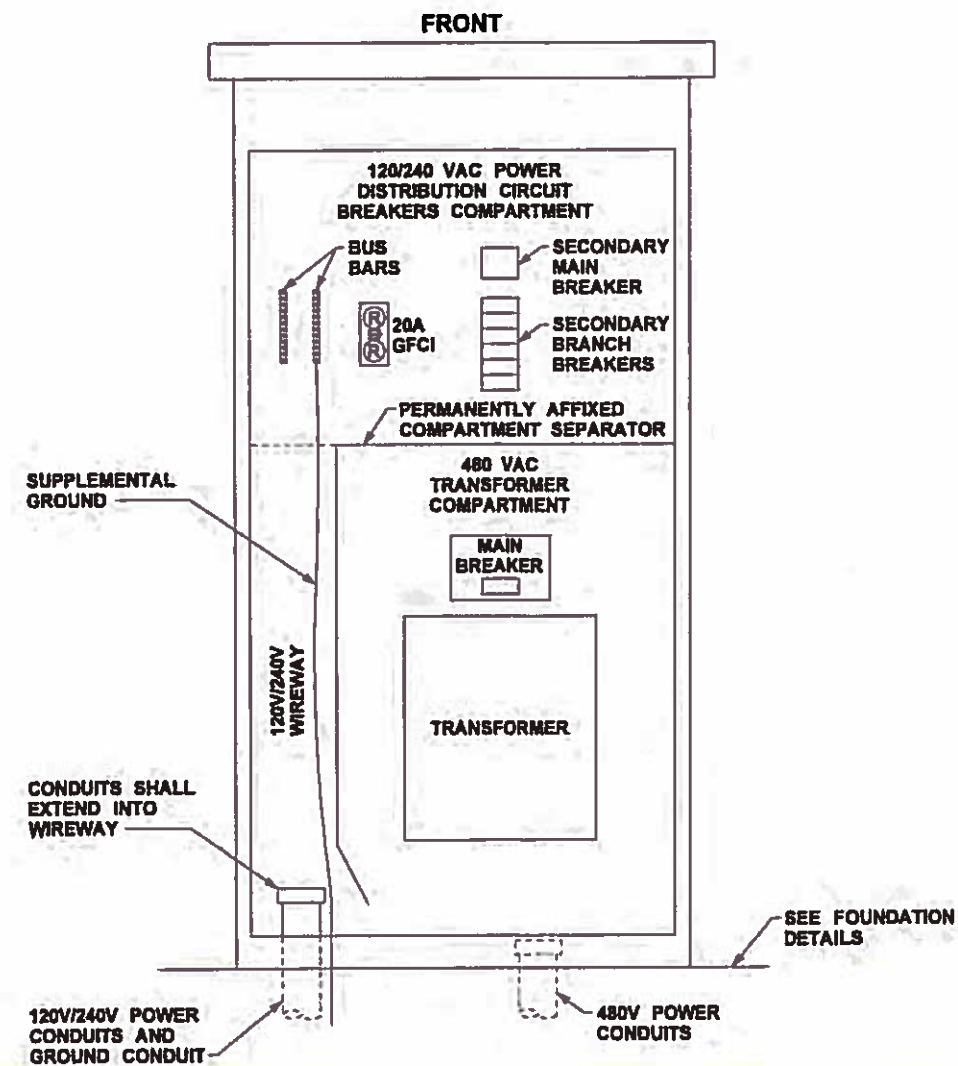 FRONT
120/240 VAC POWER
DISTRIBUTION CIRCUIT
BREAKERS COMPARTMENT
BUS
BARS
SECONDARY
MAIN
BREAKER
R
R
20A
GFCI
SECONDARY
BRANCH
BREAKERS
PERMANENTLY AFFIXED
COMPARTMENT SEPARATOR
480 VAC
TRANSFORMER
COMPARTMENT
SUPPLEMENTAL
GROUND
MAIN
BREAKER
120V/240V
WIREWAY
TRANSFORMER
CONDUITS SHALL
EXTEND INTO
WIREWAY
SEE FOUNDATION
DETAILS
120V/240V POWER
CONDUITS AND
GROUND CONDUIT
480V POWER
CONDUITS